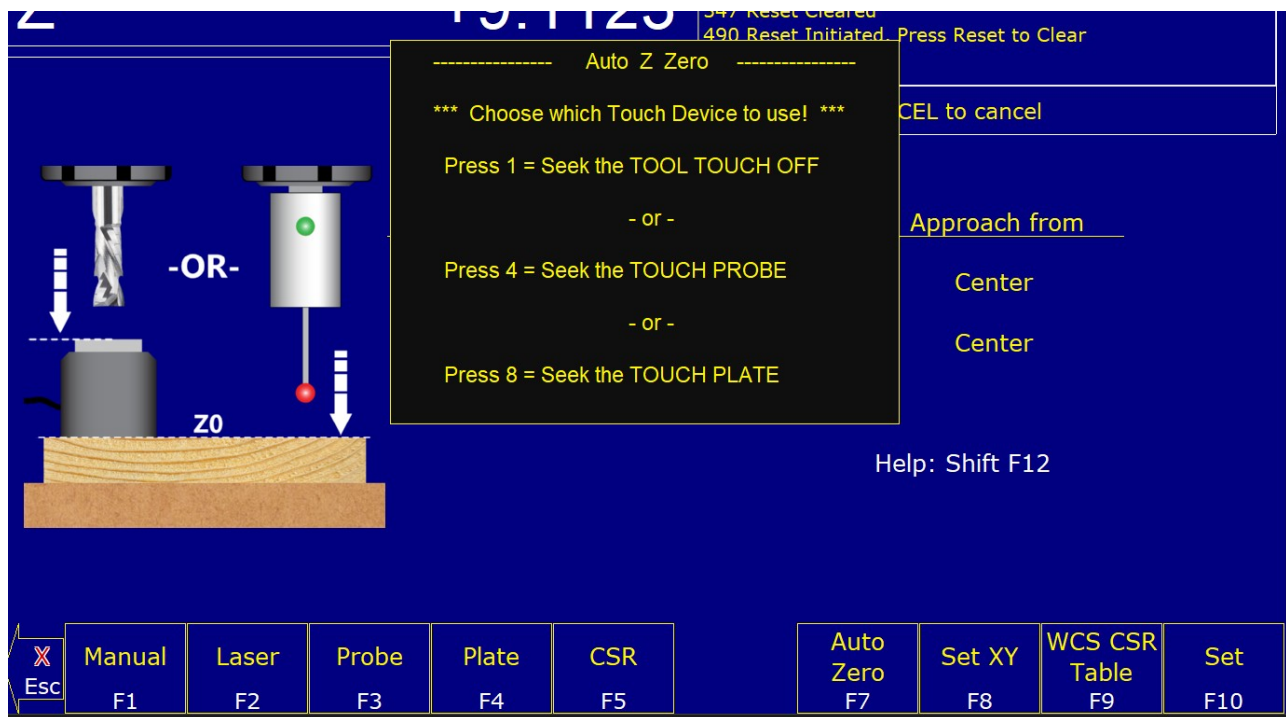 Z +9.1123
347 Reset Cleared
490 Reset Initiated. Press Reset to Clear
CEL to cancel
---------------- Auto Z Zero ----------------
*** Choose which Touch Device to use! ***
Press 1 = Seek the TOOL TOUCH OFF
- or -
Press 4 = Seek the TOUCH PROBE
- or -
Press 8 = Seek the TOUCH PLATE
-OR-
Z0
Approach from
Center
Center
Help: Shift F12
X Esc
Manual F1
Laser F2
Probe F3
Plate F4
CSR F5
Auto Zero F7
Set XY F8
WCS CSR Table F9
Set F10